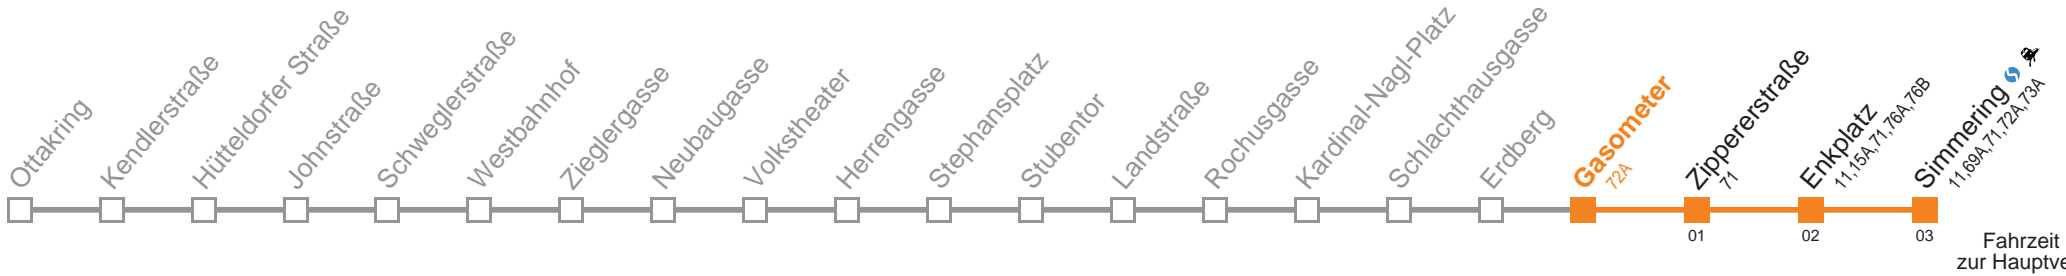 Ottakring
Kendlerstraße
Hütteldorfer Straße
Johnstraße
Schweglerstraße
Westbahnhof
Zieglergasse
Neubaugasse
Volkstheater
Herrengasse
Stephansplatz
Stubentor
Landstraße
Rochusgasse
Kardinal-Nagl-Platz
Schlachthausgasse
Erdberg
Gasometer
72A
Zippererstraße
71
Enkplatz
11,15A,71,76A,76B
Simmering
11,69A,71,72A,73A
01
02
03
Fahrzeit
zur Hauptve